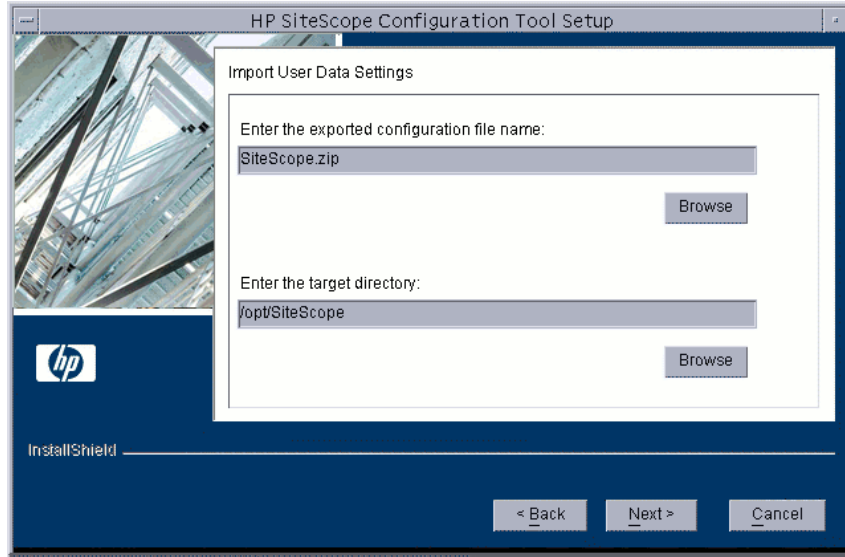 HP SiteScope Configuration Tool Setup
Import User Data Settings
Enter the exported configuration file name:
SiteScope.zip
Browse
Enter the target directory:
/opt/SiteScope
Browse
hp
InstallShield
< Back
Next >
Cancel